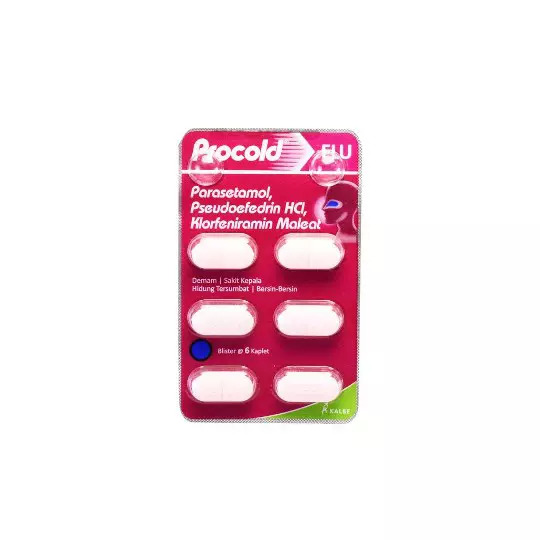 Procold FLU
Parasetamol,
Pseudoefedrin HCl,
Klorfeniramin Maleat
Demam | Sakit Kepala
Hidung Tersumbat | Bersin-Bersin
Blister @ 6 Kaplet
KALBE